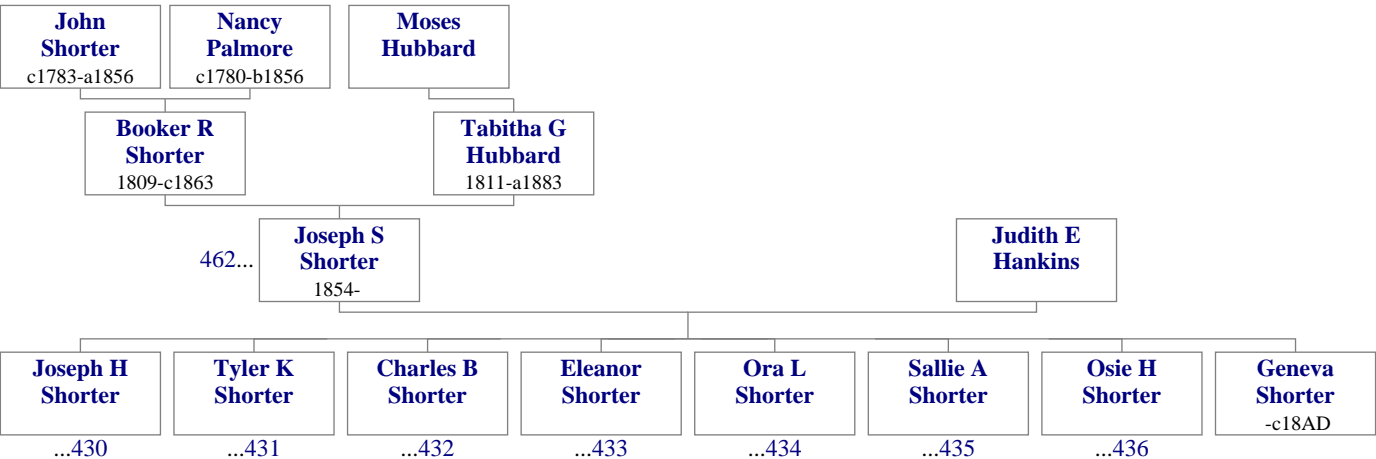 John
Shorter
c1783-a1856
Nancy
Palmore
c1780-b1856
Moses
Hubbard
Booker R
Shorter
1809-c1863
Tabitha G
Hubbard
1811-a1883
462...
Joseph S
Shorter
1854-
Judith E
Hankins
Joseph H
Shorter
...430
Tyler K
Shorter
...431
Charles B
Shorter
...432
Eleanor
Shorter
...433
Ora L
Shorter
...434
Sallie A
Shorter
...435
Osie H
Shorter
...436
Geneva
Shorter
-c18AD